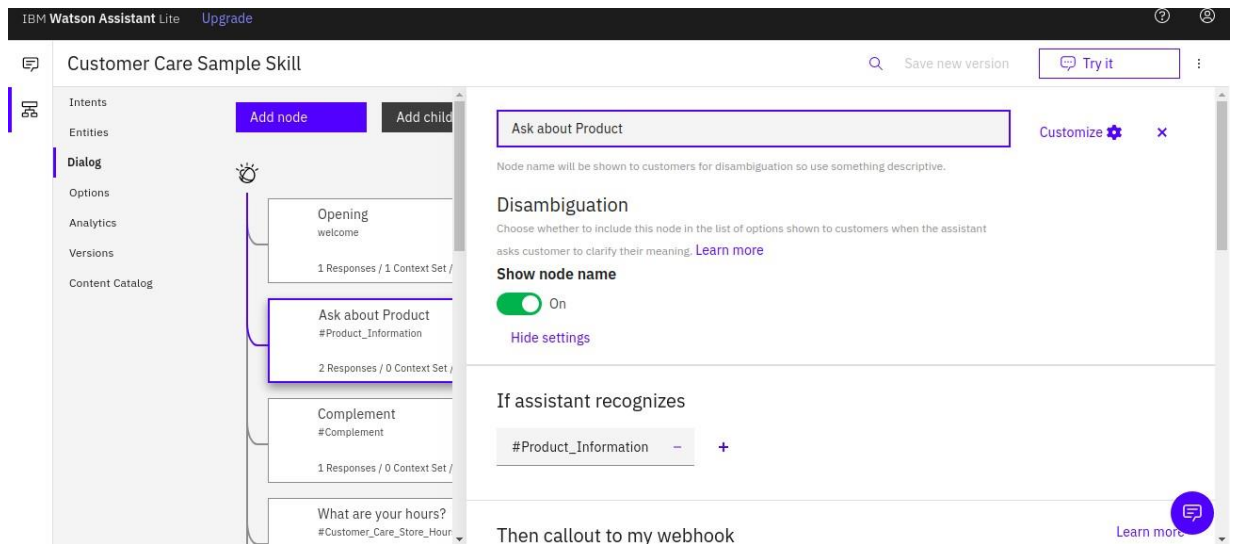 IBM Watson Assistant Lite Upgrade
Customer Care Sample Skill
Save new version
Try it
Intents
Entities
Dialog
Options
Analytics
Versions
Content Catalog
Add node
Add child
Opening
welcome
1 Responses / 1 Context Set /
Ask about Product
#Product_Information
2 Responses / 0 Context Set /
Complement
#Complement
1 Responses / 0 Context Set /
What are your hours?
#Customer_Care_Store_Hour
Ask about Product
Customize
Node name will be shown to customers for disambiguation so use something descriptive.
Disambiguation
Choose whether to include this node in the list of options shown to customers when the assistant
asks customer to clarify their meaning. Learn more
Show node name
On
Hide settings
If assistant recognizes
#Product_Information
Then callout to my webhook
Learn more